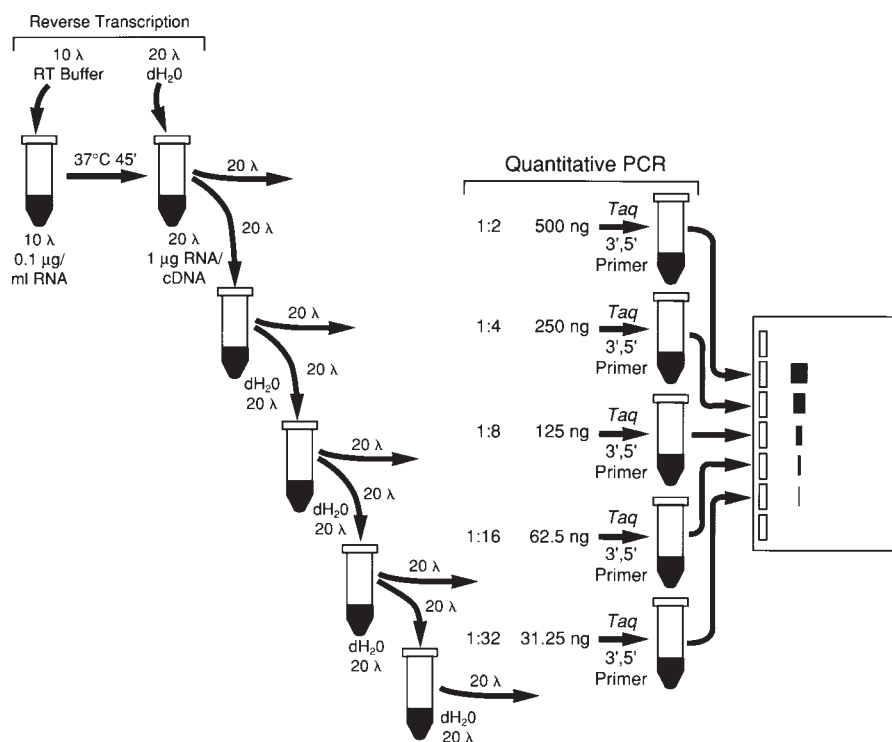 Reverse Transcription
10 λ
RT Buffer
20 λ
dH₂0
37°C 45'
10 λ
0.1 µg/
ml RNA
20 λ
1 µg RNA/
cDNA
20 λ
20 λ
20 λ
20 λ
dH₂0
20 λ
20 λ
20 λ
dH₂0
20 λ
20 λ
20 λ
dH₂0
20 λ
20 λ
dH₂0
20 λ
Quantitative PCR
1:2 500 ng Taq
3',5'
Primer
1:4 250 ng Taq
3',5'
Primer
1:8 125 ng Taq
3',5'
Primer
1:16 62.5 ng Taq
3',5'
Primer
1:32 31.25 ng Taq
3',5'
Primer